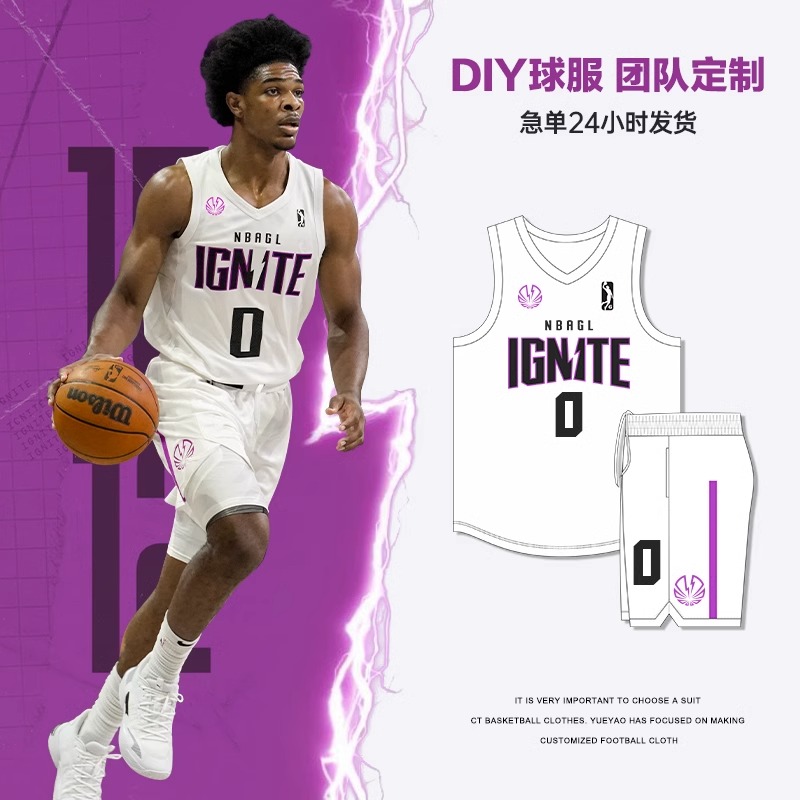 DIY球服 团队定制
急单24小时发货
NBAGL
IGNITE
0
Wilson
NBAGL
IGNITE
0
0
IT IS VERY IMPORTANT TO CHOOSE A SUIT
CT BASKETBALL CLOTHES. YUEYAO HAS FOCUSED ON MAKING
CUSTOMIZED FOOTBALL CLOTH